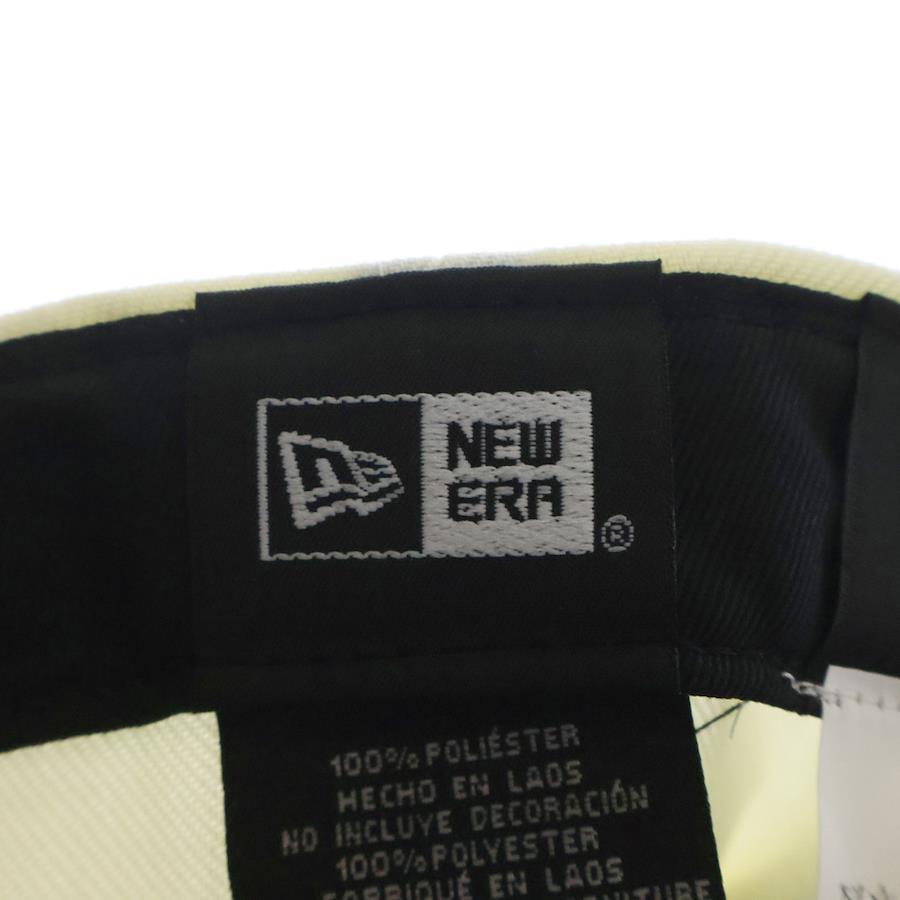 NEW
ERA
®
100% POLIÉSTER
HECHO EN LAOS
NO INCLUYE DECORACIÓN
100% POLYESTER
FABRIQUÉ EN LAOS